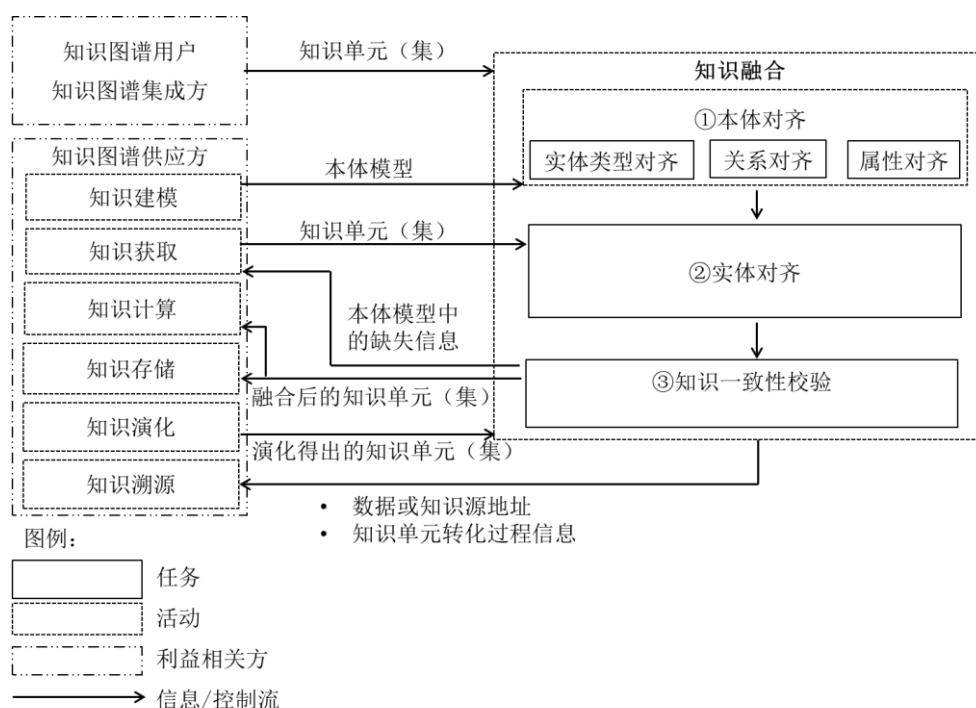 知识图谱用户
知识图谱集成方
知识单元（集）
知识融合
①本体对齐
实体类型对齐
关系对齐
属性对齐
知识图谱供应方
本体模型
知识建模
知识单元（集）
知识获取
②实体对齐
知识计算
本体模型中
的缺失信息
知识存储
③知识一致性校验
融合后的知识单元（集）
知识演化
演化得出的知识单元（集）
知识溯源
• 数据或知识源地址
• 知识单元转化过程信息
图例：
任务
活动
利益相关方
信息/控制流